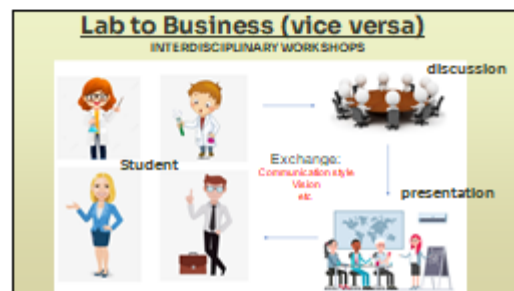 Lab to Business (vice versa)
INTERDISCIPLINARY WORKSHOPS
discussion
Student
Exchange:
Communication style
Vision
etc
presentation